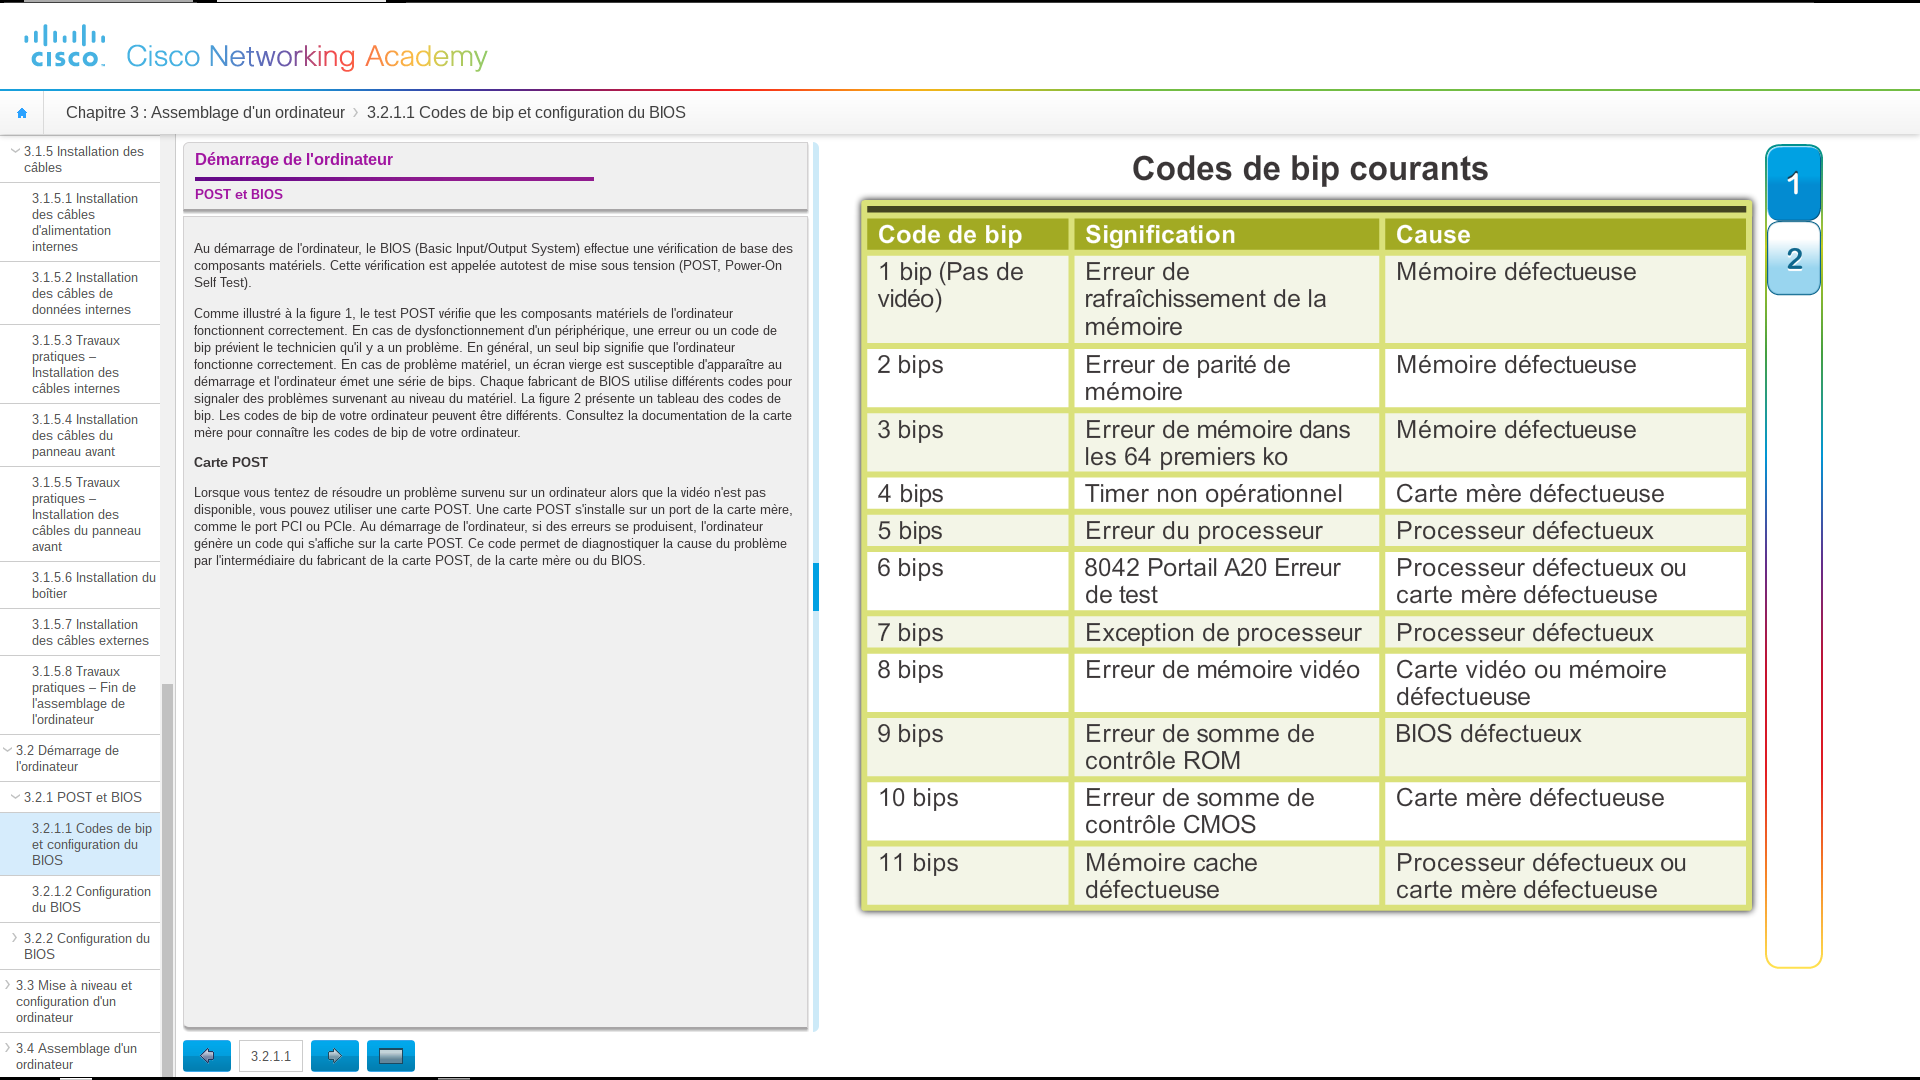 cisco
Cisco Networking Academy
Chapitre 3 : Assemblage d'un ordinateur
3.2.1.1 Codes de bip et configuration du BIOS
3.1.5 Installation des
câbles
3.1.5.1 Installation
des câbles
d'alimentation
internes
3.1.5.2 Installation
des câbles de
données internes
3.1.5.3 Travaux
pratiques –
Installation des
câbles internes
3.1.5.4 Installation
des câbles du
panneau avant
3.1.5.5 Travaux
pratiques –
Installation des
câbles du panneau
avant
3.1.5.6 Installation du
boîtier
3.1.5.7 Installation
des câbles externes
3.1.5.8 Travaux
pratiques – Fin de
l'assemblage de
l'ordinateur
3.2 Démarrage de
l'ordinateur
3.2.1 POST et BIOS
3.2.1.1 Codes de bip
et configuration du
BIOS
3.2.1.2 Configuration
du BIOS
3.2.2 Configuration du
BIOS
3.3 Mise à niveau et
configuration d'un
ordinateur
3.4 Assemblage d'un
ordinateur
Démarrage de l'ordinateur
POST et BIOS
Au démarrage de l'ordinateur, le BIOS (Basic Input/Output System) effectue une vérification de base des
composants matériels. Cette vérification est appelée autotest de mise sous tension (POST, Power-On
Self Test).
Comme illustré à la figure 1, le test POST vérifie que les composants matériels de l'ordinateur
fonctionnent correctement. En cas de dysfonctionnement d'un périphérique, une erreur ou un code de
bip prévient le technicien qu'il y a un problème. En général, un seul bip signifie que l'ordinateur
fonctionne correctement. En cas de problème matériel, un écran vierge est susceptible d'apparaître au
démarrage et l'ordinateur émet une série de bips. Chaque fabricant de BIOS utilise différents codes pour
signaler des problèmes survenant au niveau du matériel. La figure 2 présente un tableau des codes de
bip. Les codes de bip de votre ordinateur peuvent être différents. Consultez la documentation de la carte
mère pour connaître les codes de bip de votre ordinateur.
Carte POST
Lorsque vous tentez de résoudre un problème survenu sur un ordinateur alors que la vidéo n'est pas
disponible, vous pouvez utiliser une carte POST. Une carte POST s'installe sur un port de la carte mère,
comme le port PCI ou PCIe. Au démarrage de l'ordinateur, si des erreurs se produisent, l'ordinateur
génère un code qui s'affiche sur la carte POST. Ce code permet de diagnostiquer la cause du problème
par l'intermédiaire du fabricant de la carte POST, de la carte mère ou du BIOS.
3.2.1.1
Codes de bip courants
Code de bip Signification Cause
1 bip (Pas de Erreur de Mémoire défectueuse
vidéo) rafraîchissement de la
mémoire
2 bips Erreur de parité de Mémoire défectueuse
mémoire
3 bips Erreur de mémoire dans Mémoire défectueuse
les 64 premiers ko
4 bips Timer non opérationnel Carte mère défectueuse
5 bips Erreur du processeur Processeur défectueux
6 bips 8042 Portail A20 Erreur Processeur défectueux ou
de test carte mère défectueuse
7 bips Exception de processeur Processeur défectueux
8 bips Erreur de mémoire vidéo Carte vidéo ou mémoire
défectueuse
9 bips Erreur de somme de BIOS défectueux
contrôle ROM
10 bips Erreur de somme de Carte mère défectueuse
contrôle CMOS
11 bips Mémoire cache Processeur défectueux ou
défectueuse carte mère défectueuse
1
2